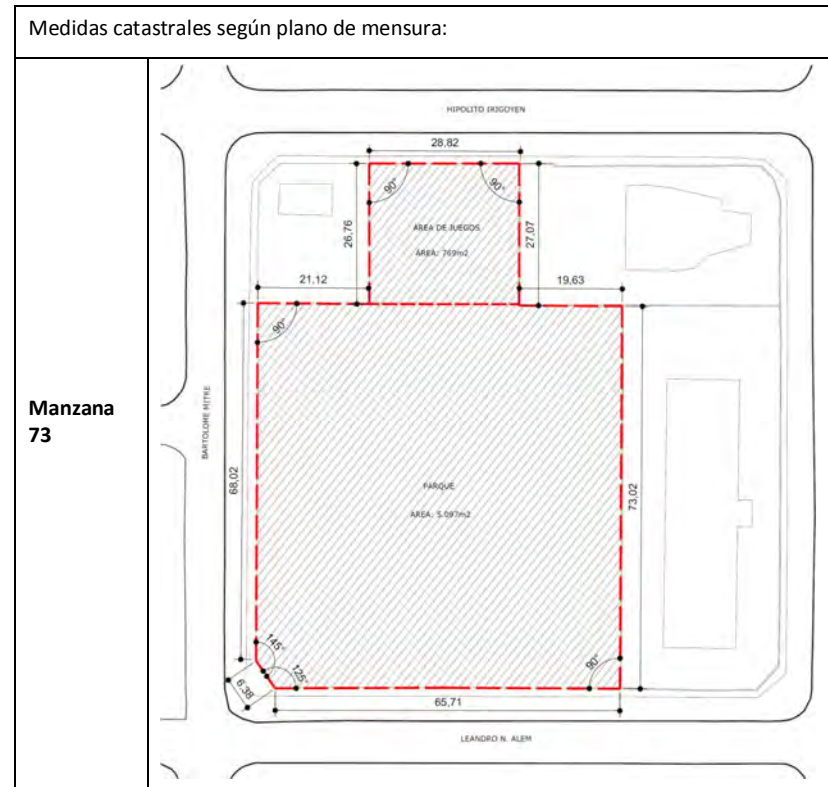 Medidas catastrales según plano de mensura:
HIPOLITO IRIGOYEN
28,82
90°
90°
26,76
27,07
ÁREA DE JUEGOS
ÁREA: 769m2
21,12
19,63
90°
Manzana
73
BARTOLOME MITRE
68,02
73,02
PARQUE
AREA: 5.097m2
145°
125°
90°
6,38
65,71
LEANDRO N. ALEM